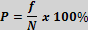 P = f/N x 100%